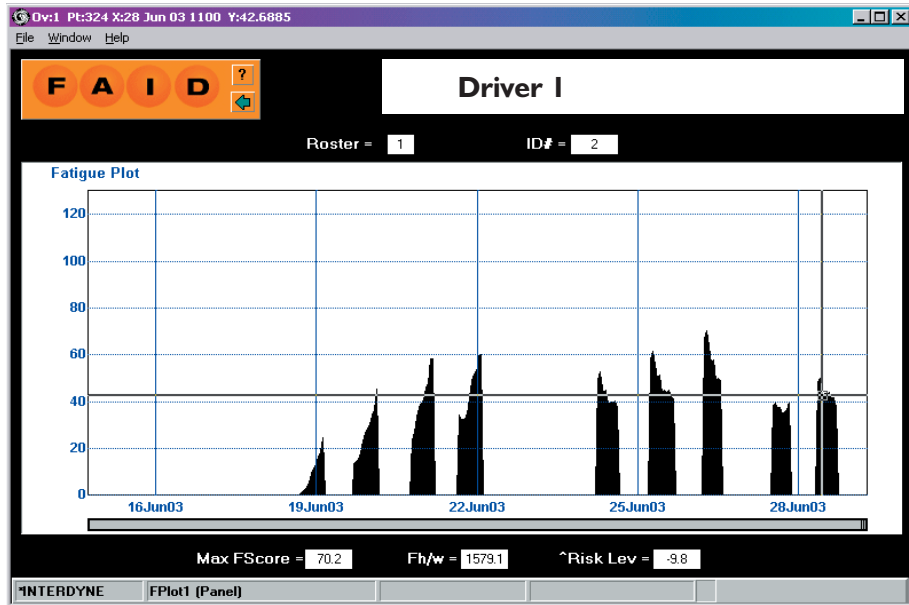 Ov:1 Pt:324 X:28 Jun 03 1100 Y:42.6885
File Window Help
F A I D ?
Driver 1
Roster = 1 ID# = 2
Fatigue Plot
120
100
80
60
40
20
0
16Jun03 19Jun03 22Jun03 25Jun03 28Jun03
Max FScore = 70.2 Fh/w = 1579.1 ^Risk Lev = -9.8
*INTERDYNE FPlot1 (Panel)